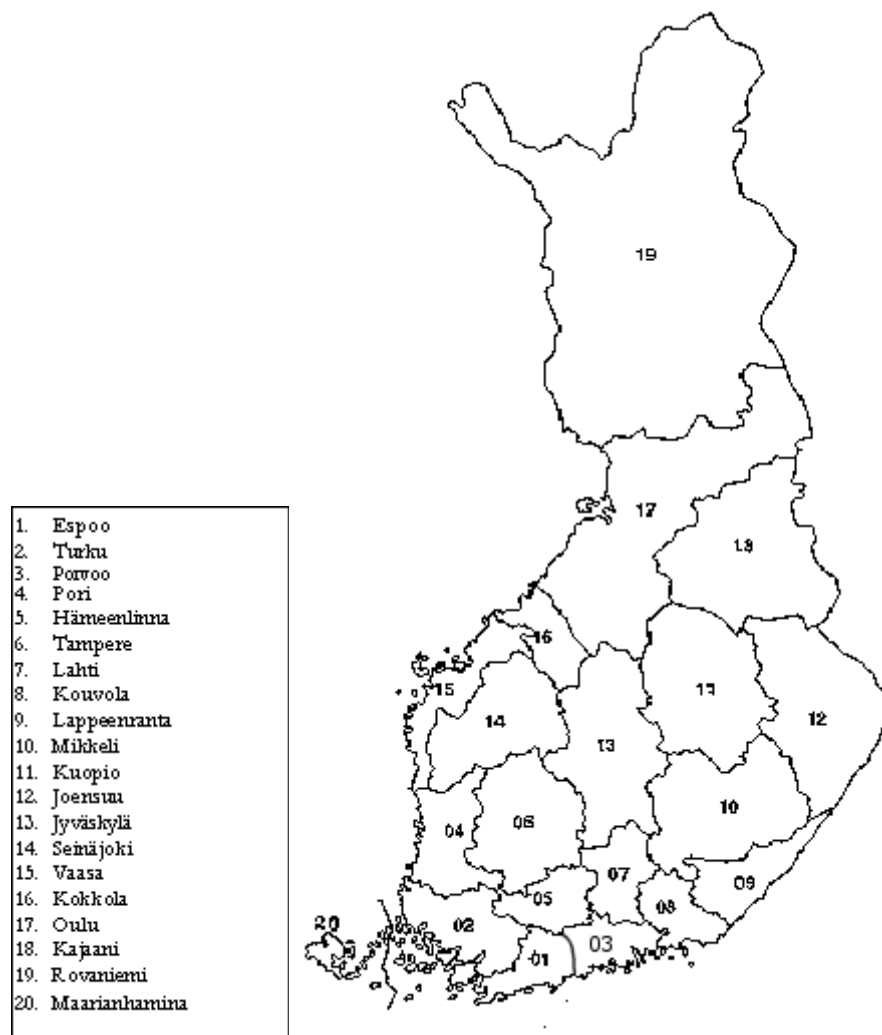 1. Espoo
2. Turku
3. Porvoo
4. Pori
5. Hämeenlinna
6. Tampere
7. Lahti
8. Kouvola
9. Lappeenranta
10. Mikkeli
11. Kuopio
12. Joensuu
13. Jyväskylä
14. Seinäjoki
15. Vaasa
16. Kokkola
17. Oulu
18. Kajaani
19. Rovaniemi
20. Maarianhamina
19
17
18
16
15
11
12
14
13
10
04
06
07
09
05
08
20
02
01
03